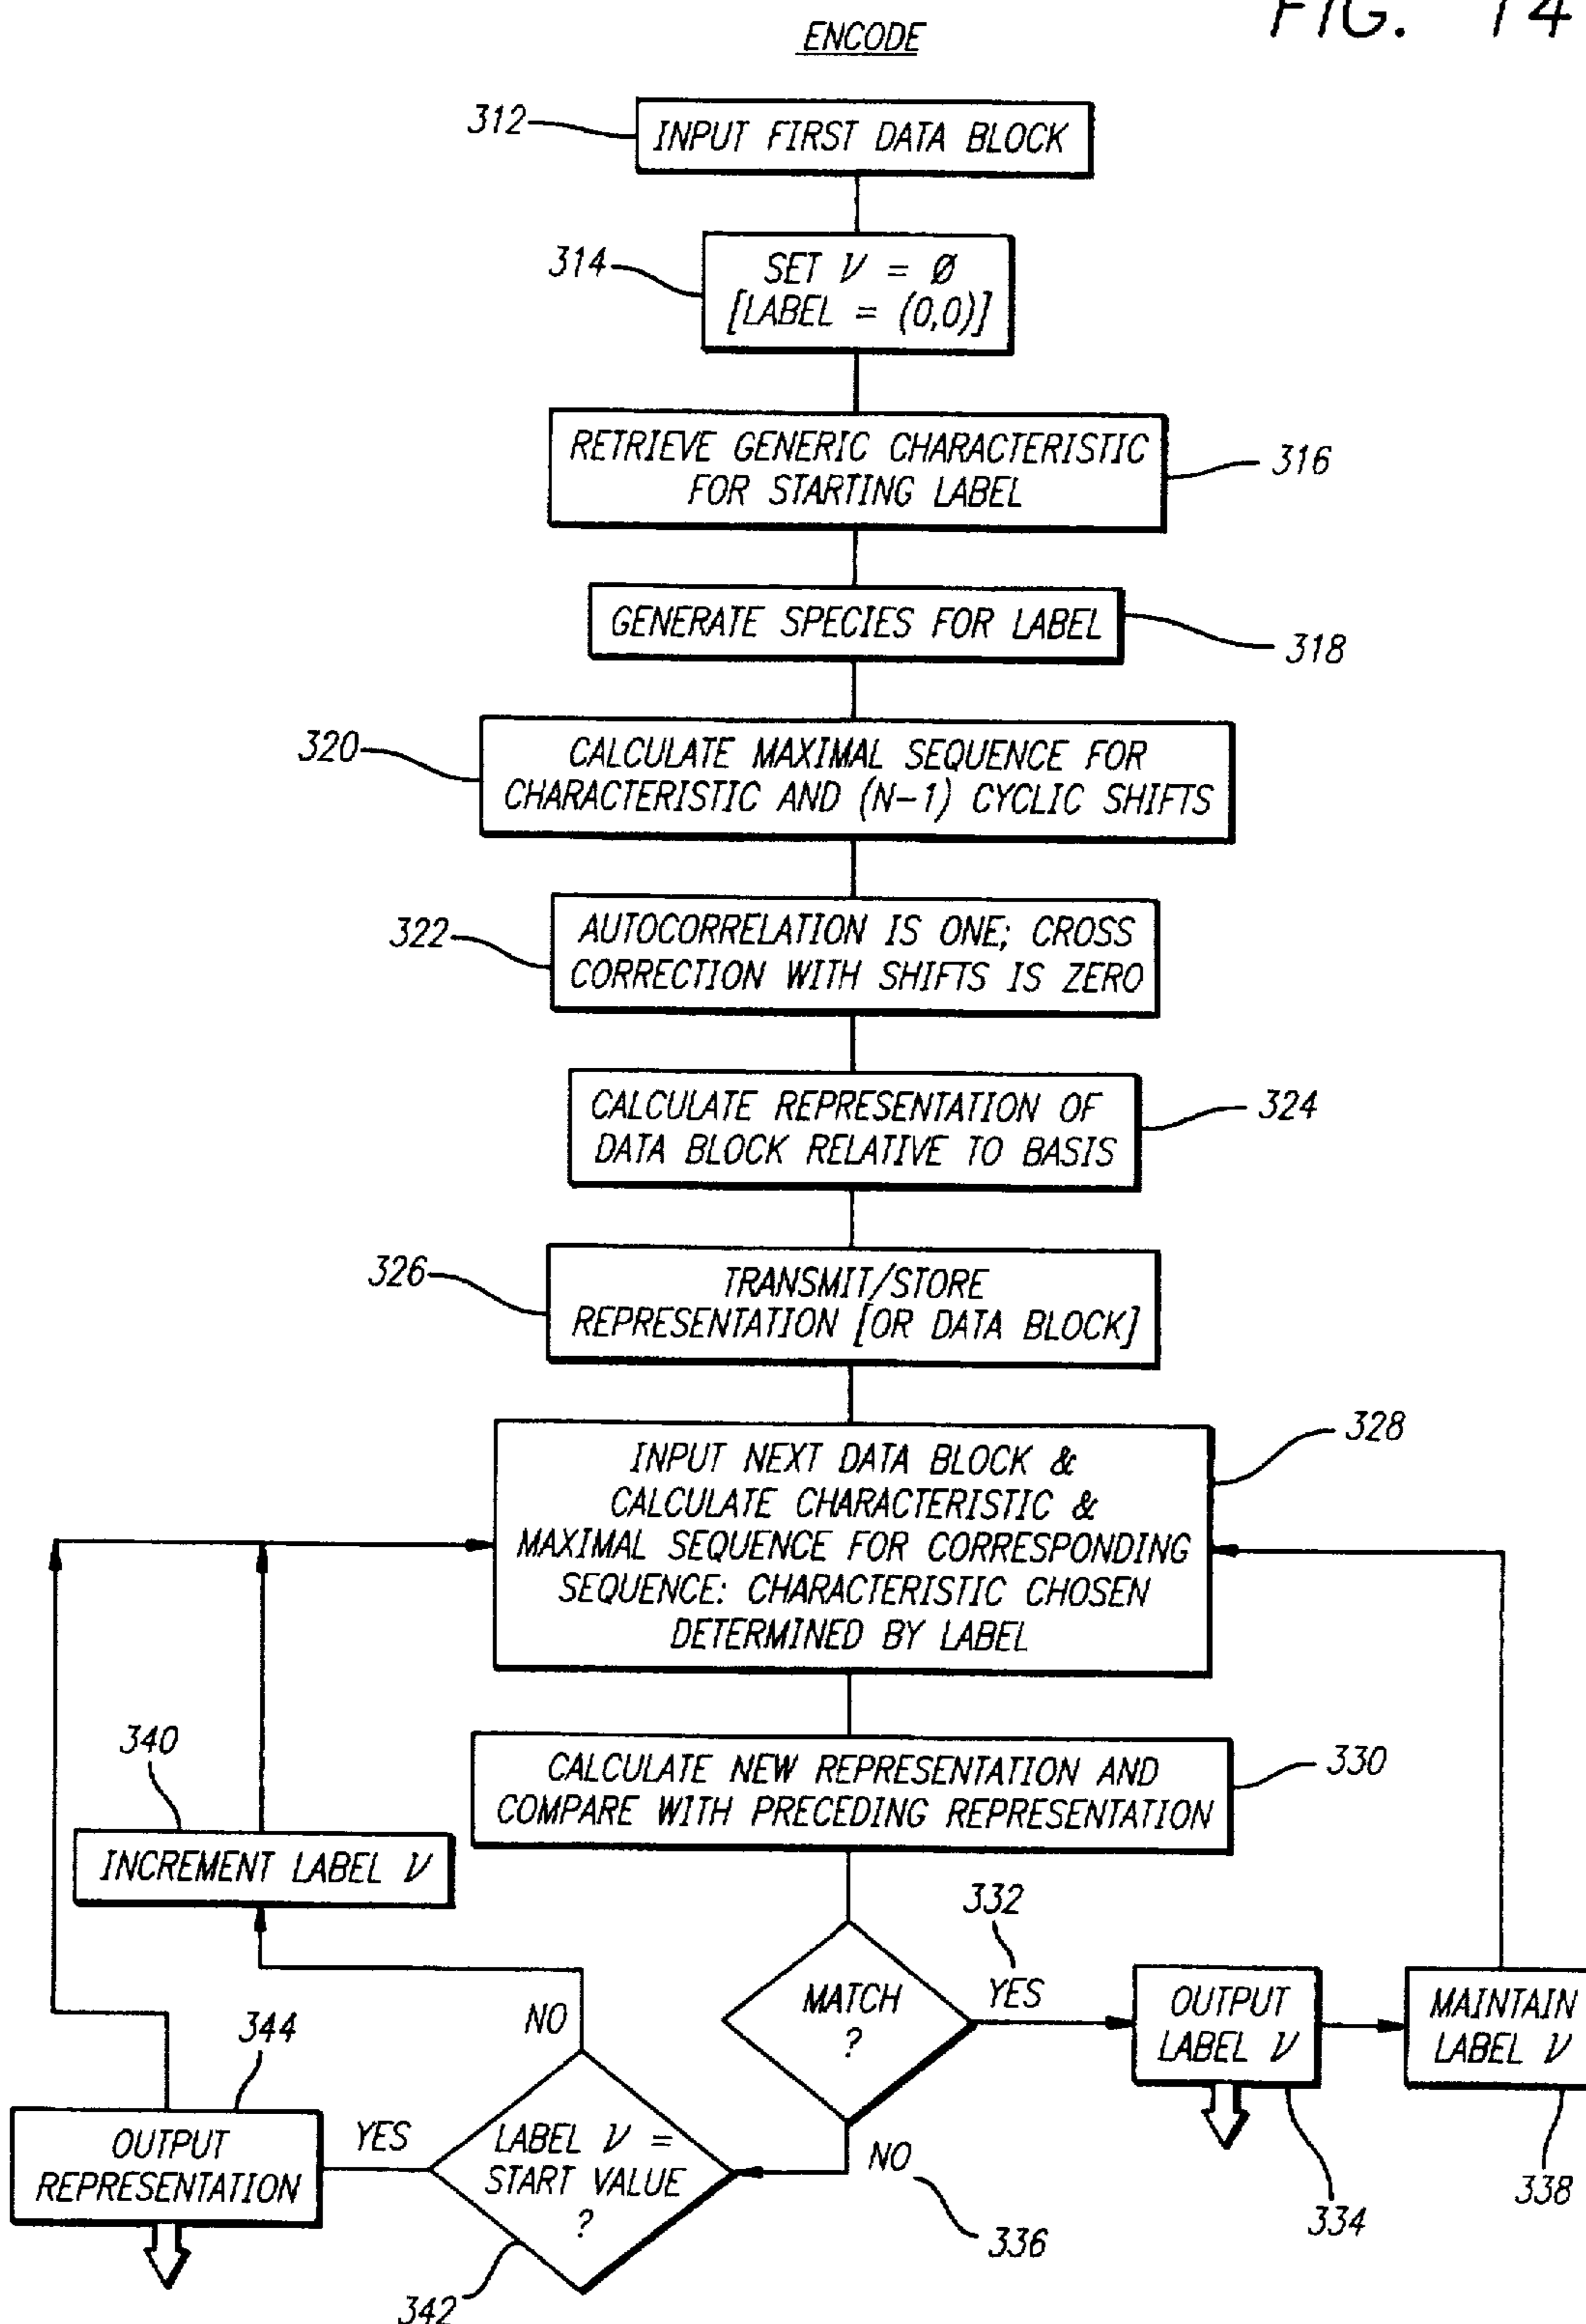 FIG. 14
ENCODE
312
INPUT FIRST DATA BLOCK
314
SET ν = Ø
[LABEL = (0,0)]
RETRIEVE GENERIC CHARACTERISTIC
FOR STARTING LABEL
316
GENERATE SPECIES FOR LABEL
318
320
CALCULATE MAXIMAL SEQUENCE FOR
CHARACTERISTIC AND (N-1) CYCLIC SHIFTS
322
AUTOCORRELATION IS ONE; CROSS
CORRECTION WITH SHIFTS IS ZERO
CALCULATE REPRESENTATION OF
DATA BLOCK RELATIVE TO BASIS
324
326
TRANSMIT/STORE
REPRESENTATION [OR DATA BLOCK]
328
INPUT NEXT DATA BLOCK &
CALCULATE CHARACTERISTIC &
MAXIMAL SEQUENCE FOR CORRESPONDING
SEQUENCE: CHARACTERISTIC CHOSEN
DETERMINED BY LABEL
CALCULATE NEW REPRESENTATION AND
COMPARE WITH PRECEDING REPRESENTATION
330
340
INCREMENT LABEL ν
332
MATCH
?
YES
OUTPUT
LABEL ν
MAINTAIN
LABEL ν
334
338
NO
336
NO
LABEL ν =
START VALUE
?
342
YES
344
OUTPUT
REPRESENTATION